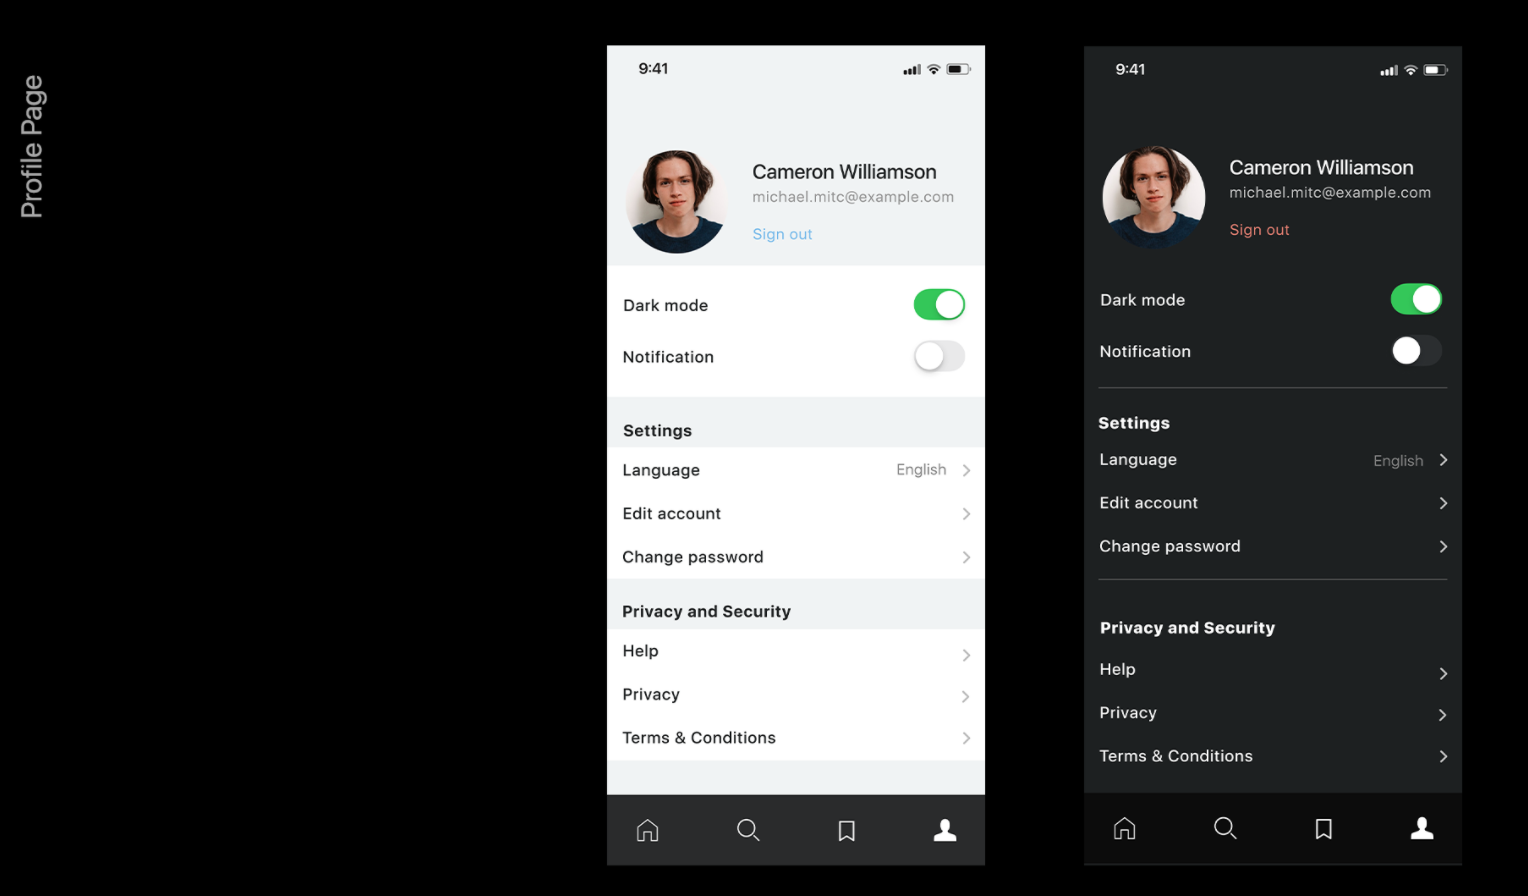 Profile Page
9:41
Cameron Williamson
michael.mitc@example.com
Sign out
Dark mode
Notification
Settings
Language English
Edit account
Change password
Privacy and Security
Help
Privacy
Terms & Conditions
9:41
Cameron Williamson
michael.mitc@example.com
Sign out
Dark mode
Notification
Settings
Language English
Edit account
Change password
Privacy and Security
Help
Privacy
Terms & Conditions